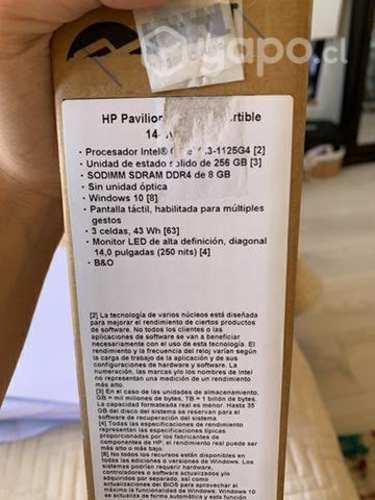 yapo.cl
HP Pavilion rtible
14-
· Procesador Intel® i3-1125G4 [2]
· Unidad de estado sólido de 256 GB [3]
· SODIMM SDRAM DDR4 de 8 GB
· Sin unidad óptica
· Windows 10 [8]
· Pantalla táctil, habilitada para múltiples
gestos
· 3 celdas, 43 Wh [63]
· Monitor LED de alta definición, diagonal
14,0 pulgadas (250 nits) [4]
· B&O
[2] La tecnología de varios núcleos está diseñada
para mejorar el rendimiento de ciertos productos
de software. No todos los clientes o las
aplicaciones de software se van a beneficiar
necesariamente con el uso de esta tecnología. El
rendimiento y la frecuencia del reloj varían según
la carga de trabajo de la aplicación y de sus
configuraciones de hardware y software. La
numeración, las marcas y/o los nombres de Intel
no representan una medición de un rendimiento
más alto.
[3] En el caso de las unidades de almacenamiento,
GB = mil millones de bytes, TB = 1 billón de bytes.
La capacidad formateada real es menor. Hasta 35
GB del disco del sistema se reservan para el
software de recuperación del sistema.
[4] Todas las especificaciones de rendimiento
representan las especificaciones típicas
proporcionadas por los fabricantes de
componentes de HP; el rendimiento real puede ser
más alto o más bajo.
[8] No todos los recursos están disponibles en
todas las ediciones o versiones de Windows. Los
sistemas podrían requerir hardware,
controladores o software actualizados y/o
adquiridos por separado, así como
actualizaciones del BIOS para aprovechar al
máximo la funcionalidad de Windows. Windows 10
se actualiza de forma automática y esta función